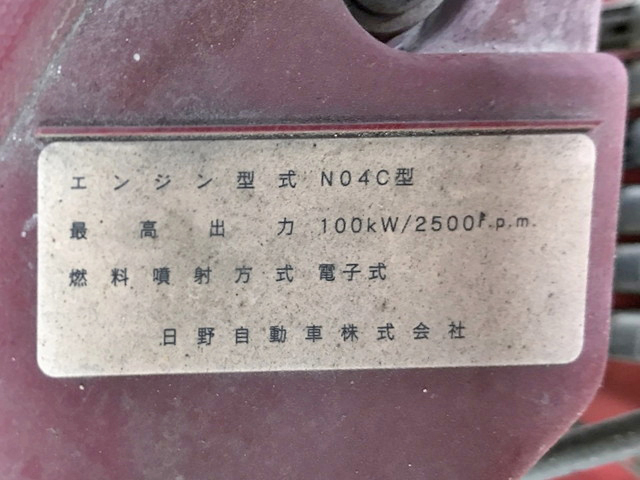 エンジン型式 N04C型
最高出力 100kW/2500r.p.m.
燃料噴射方式 電子式
日野自動車株式会社